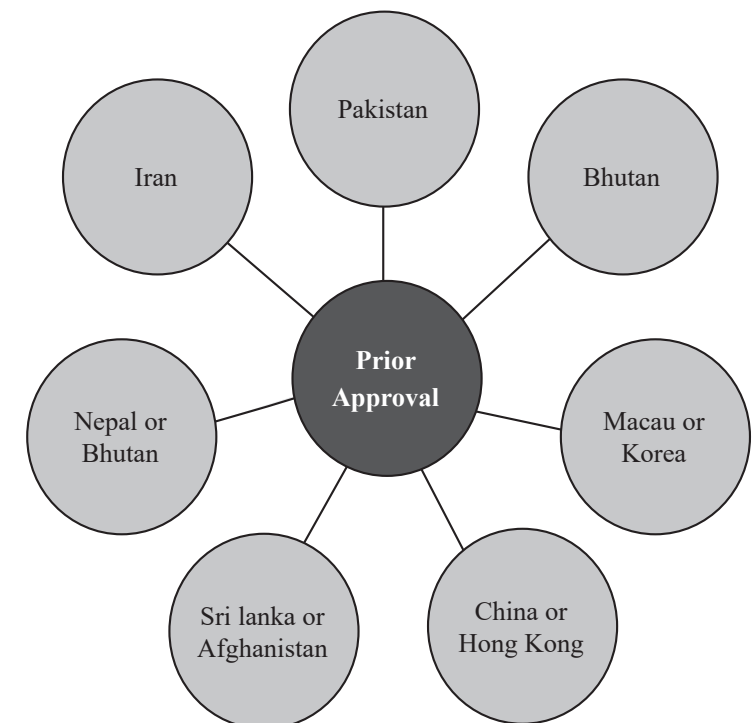 Pakistan
Iran
Bhutan
Prior
Approval
Nepal or
Bhutan
Macau or
Korea
Sri lanka or
Afghanistan
China or
Hong Kong